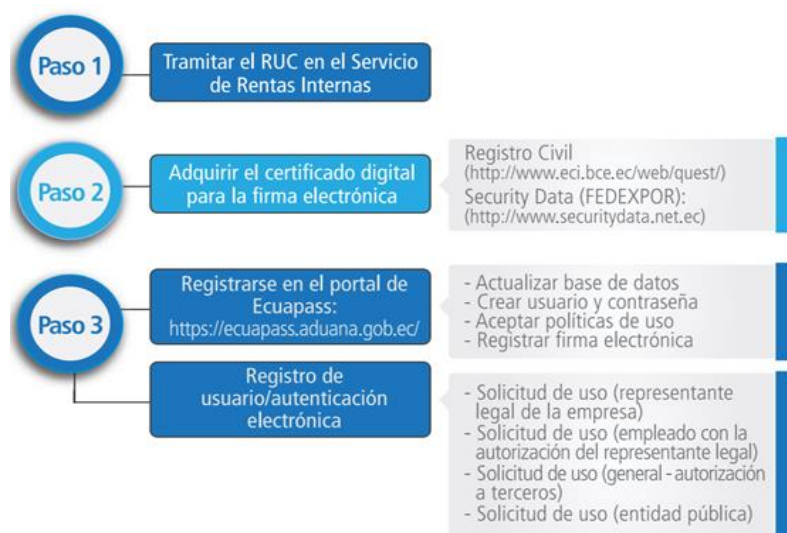 Paso 1
Tramitar el RUC en el Servicio
de Rentas Internas
Paso 2
Adquirir el certificado digital
para la firma electrónica
Registro Civil
(http://www.eci.bce.ec/web/quest/)
Security Data (FEDEXPOR):
(http://www.securitydata.net.ec)
Paso 3
Registrarse en el portal de
Ecuapass:
https://ecuapass.aduana.gob.ec/
- Actualizar base de datos
- Crear usuario y contraseña
- Aceptar políticas de uso
- Registrar firma electrónica
Registro de
usuario/autenticación
electrónica
- Solicitud de uso (representante
legal de la empresa)
- Solicitud de uso (empleado con la
autorización del representante legal)
- Solicitud de uso (general - autorización
a terceros)
- Solicitud de uso (entidad pública)